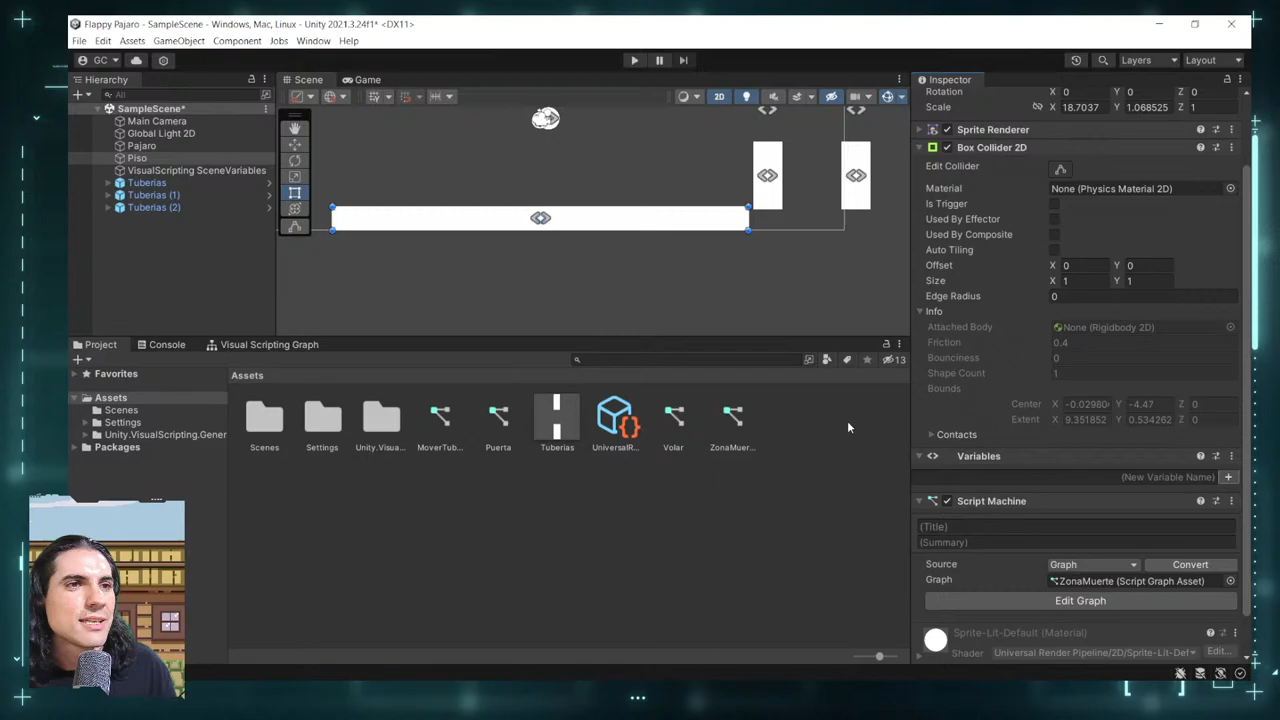 Flappy Pajaro - SampleScene - Windows, Mac, Linux - Unity 2021.3.24f1* <DX11>
File Edit Assets GameObject Component Jobs Window Help
GC Layers Layout
Hierarchy
All
SampleScene*
Main Camera
Global Light 2D
Pajaro
Piso
VisualScripting SceneVariables
Tuberias
Tuberias (1)
Tuberias (2)
Scene Game
2D
Inspector
Rotation X 0 Y 0 Z 0
Scale X 18.7037 Y 1.068525 Z 1
Sprite Renderer
Box Collider 2D
Edit Collider
Material None (Physics Material 2D)
Is Trigger
Used By Effector
Used By Composite
Auto Tiling
Offset X 0 Y 0
Size X 1 Y 1
Edge Radius 0
Info
Attached Body None (Rigidbody 2D)
Friction 0.4
Bounciness 0
Shape Count 1
Bounds
Center X -0.02980 Y -4.47 Z 0
Extent X 9.351852 Y 0.534262 Z 0
Contacts
Variables
(New Variable Name) +
Script Machine
(Title)
(Summary)
Source Graph Convert
Graph ZonaMuerte (Script Graph Asset)
Edit Graph
Sprite-Lit-Default (Material)
Shader Universal Render Pipeline/2D/Sprite-Lit-Def Edit...
Project Console Visual Scripting Graph
13
Favorites
Assets
Scenes
Settings
Unity.VisualScripting.Gener
Packages
Assets
Scenes Settings Unity.Visua... MoverTub... Puerta Tuberias UniversalR... Volar ZonaMuer...